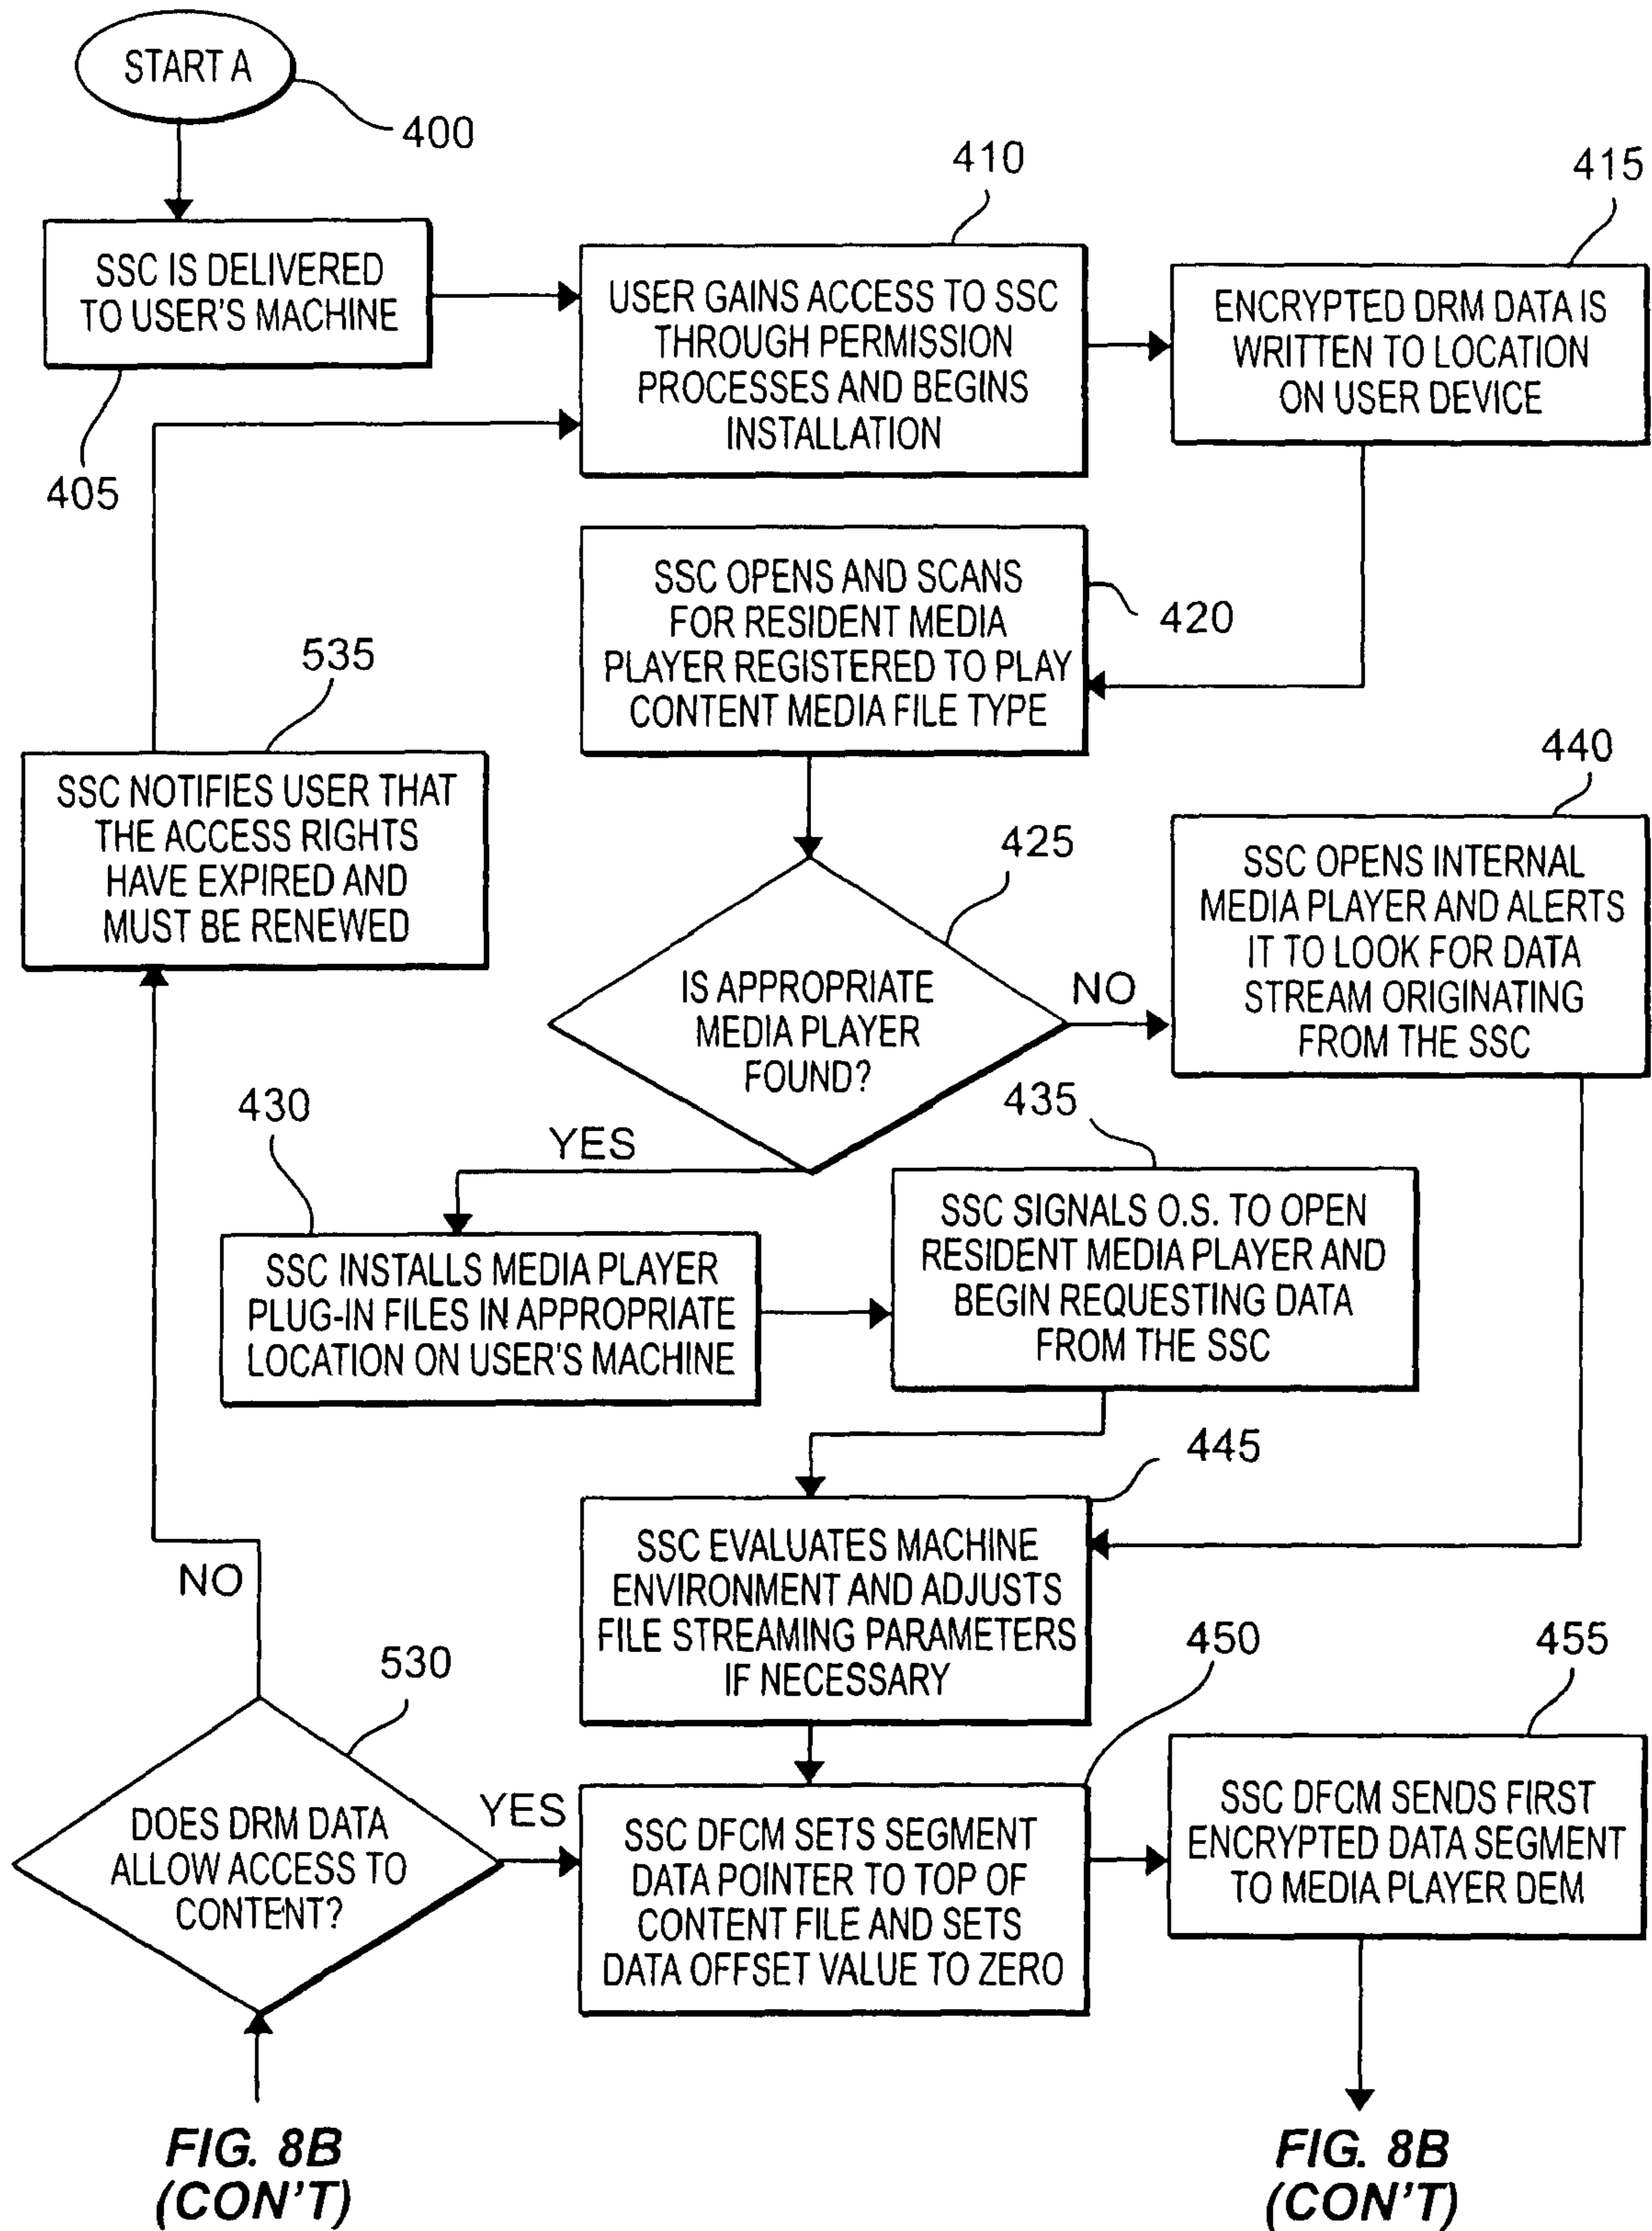 START A
400
SSC IS DELIVERED
TO USER'S MACHINE
405
410
USER GAINS ACCESS TO SSC
THROUGH PERMISSION
PROCESSES AND BEGINS
INSTALLATION
415
ENCRYPTED DRM DATA IS
WRITTEN TO LOCATION
ON USER DEVICE
SSC OPENS AND SCANS
FOR RESIDENT MEDIA
PLAYER REGISTERED TO PLAY
CONTENT MEDIA FILE TYPE
420
535
SSC NOTIFIES USER THAT
THE ACCESS RIGHTS
HAVE EXPIRED AND
MUST BE RENEWED
425
IS APPROPRIATE
MEDIA PLAYER
FOUND?
NO
440
SSC OPENS INTERNAL
MEDIA PLAYER AND ALERTS
IT TO LOOK FOR DATA
STREAM ORIGINATING
FROM THE SSC
YES
430
SSC INSTALLS MEDIA PLAYER
PLUG-IN FILES IN APPROPRIATE
LOCATION ON USER'S MACHINE
435
SSC SIGNALS O.S. TO OPEN
RESIDENT MEDIA PLAYER AND
BEGIN REQUESTING DATA
FROM THE SSC
445
SSC EVALUATES MACHINE
ENVIRONMENT AND ADJUSTS
FILE STREAMING PARAMETERS
IF NECESSARY
NO
530
DOES DRM DATA
ALLOW ACCESS TO
CONTENT?
YES
450
SSC DFCM SETS SEGMENT
DATA POINTER TO TOP OF
CONTENT FILE AND SETS
DATA OFFSET VALUE TO ZERO
455
SSC DFCM SENDS FIRST
ENCRYPTED DATA SEGMENT
TO MEDIA PLAYER DEM
FIG. 8B
(CON'T)
FIG. 8B
(CON'T)